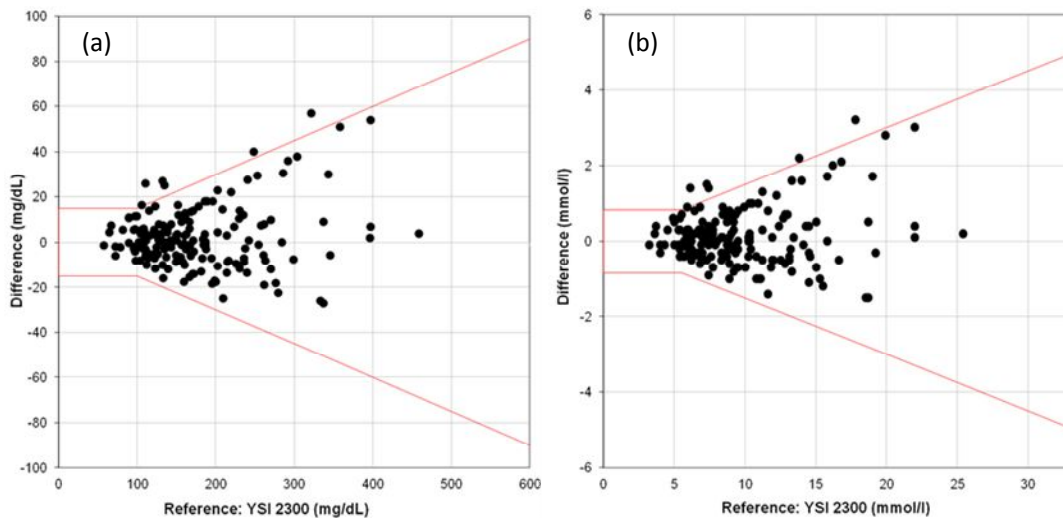 (a)
100
80
60
40
20
0
-20
-40
-60
-80
-100
Difference (mg/dL)
0 100 200 300 400 500 600
Reference: YSI 2300 (mg/dL)
(b)
6
4
2
0
-2
-4
-6
Difference (mmol/l)
0 5 10 15 20 25 30
Reference: YSI 2300 (mmol/l)